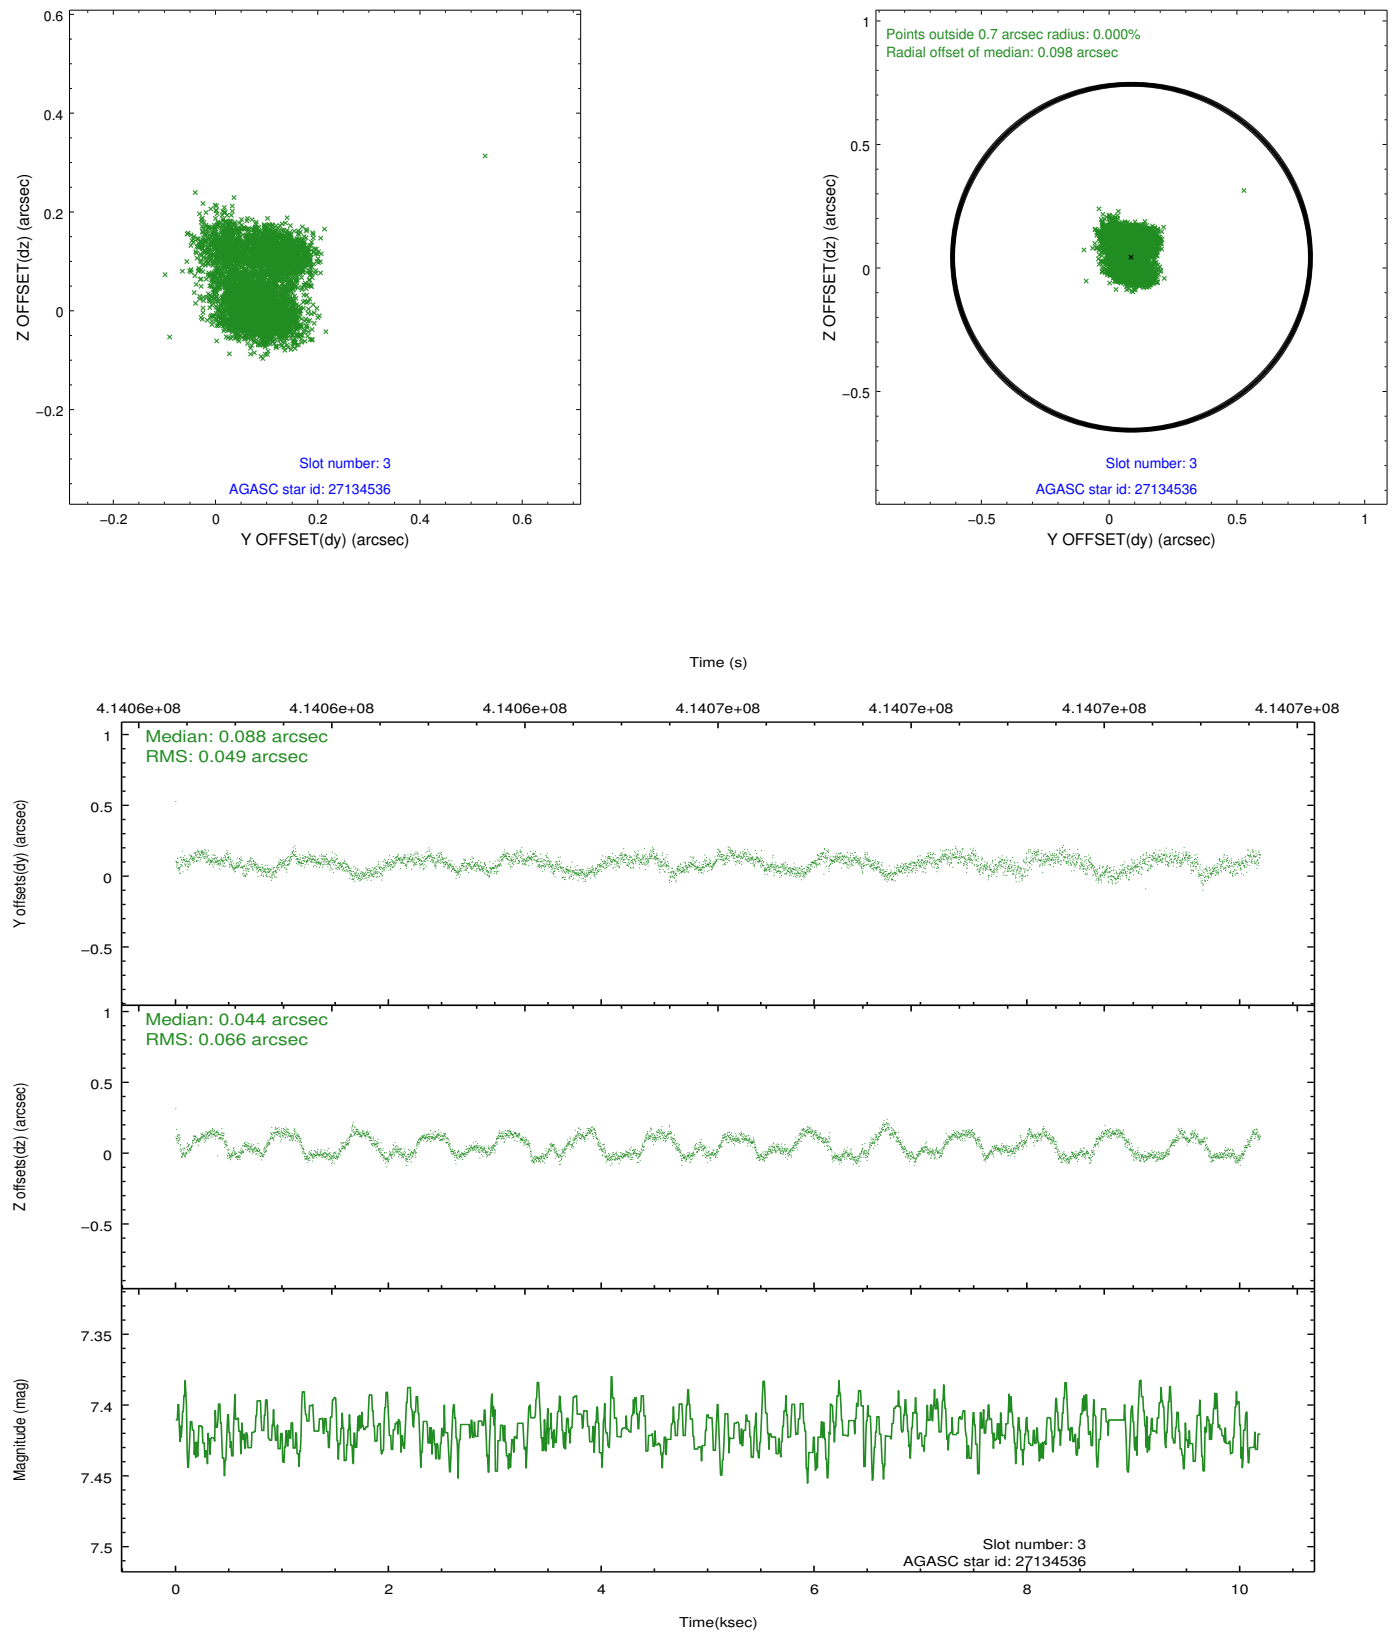 0.6
0.4
0.2
0
−0.2
Z OFFSET(dz) (arcsec)
Slot number: 3
AGASC star id: 27134536
−0.2 0 0.2 0.4 0.6
Y OFFSET(dy) (arcsec)
Points outside 0.7 arcsec radius: 0.000%
Radial offset of median: 0.098 arcsec
1
0.5
0
−0.5
Z OFFSET(dz) (arcsec)
Slot number: 3
AGASC star id: 27134536
−0.5 0 0.5 1
Y OFFSET(dy) (arcsec)
Time (s)
4.1406e+08 4.1406e+08 4.1406e+08 4.1407e+08 4.1407e+08 4.1407e+08 4.1407e+08
Median: 0.088 arcsec
RMS: 0.049 arcsec
1
0.5
0
−0.5
Y offsets(dy) (arcsec)
Median: 0.044 arcsec
RMS: 0.066 arcsec
1
0.5
0
−0.5
Z offsets(dz) (arcsec)
7.35
7.4
7.45
7.5
Magnitude (mag)
Slot number: 3
AGASC star id: 27134536
0 2 4 6 8 10
Time(ksec)